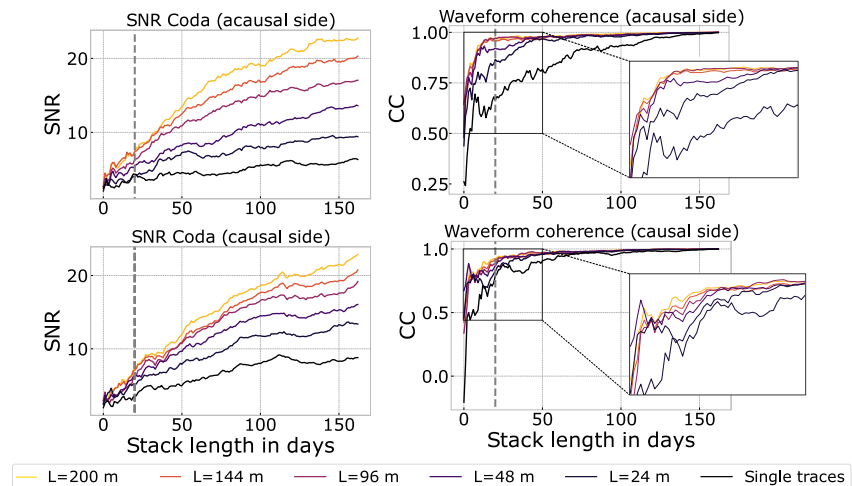 SNR Coda (acausal side)
SNR
20
10
0
50
100
150
Waveform coherence (acausal side)
CC
1.00
0.75
0.50
0.25
0
50
100
150
SNR Coda (causal side)
SNR
20
10
0
50
100
150
Stack length in days
Waveform coherence (causal side)
CC
1.0
0.5
0.0
0
50
100
150
Stack length in days
L=200 m
L=144 m
L=96 m
L=48 m
L=24 m
Single traces